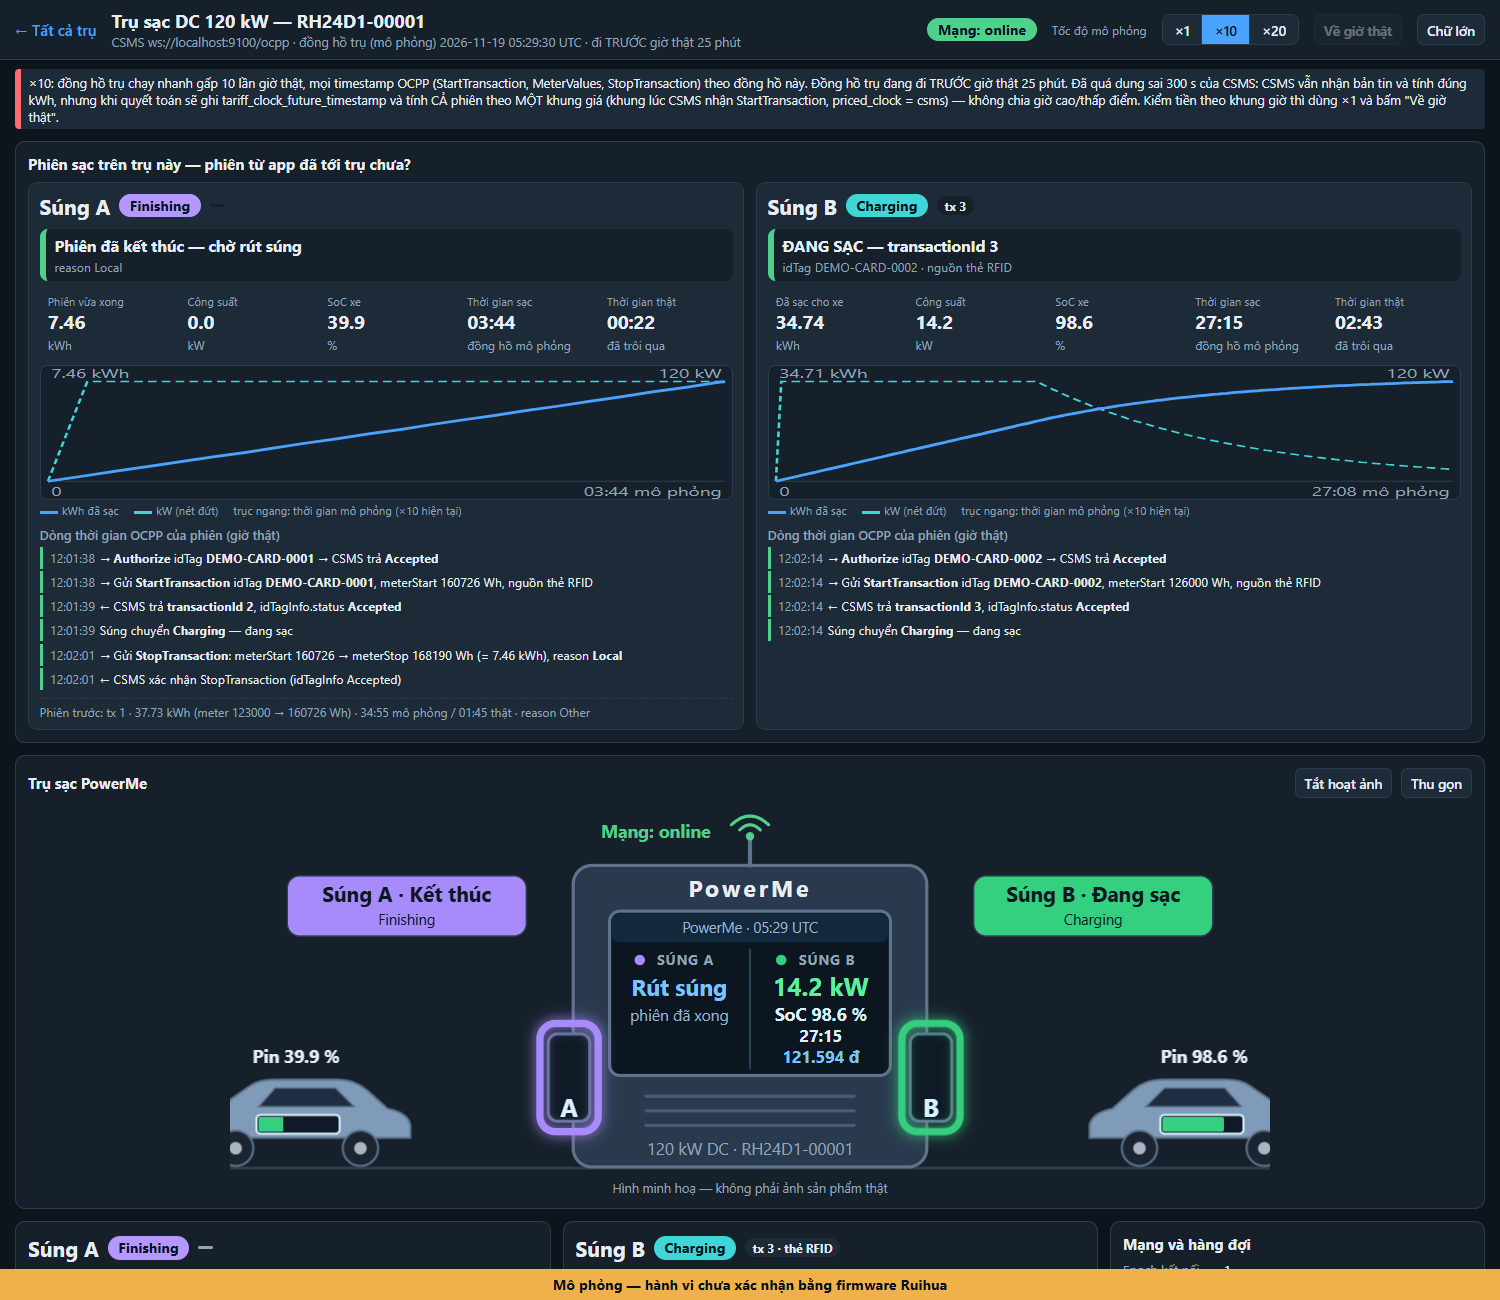 ← Tất cả trụ
Trụ sạc DC 120 kW — RH24D1-00001
CSMS ws://localhost:9100/ocpp · đồng hồ trụ (mô phỏng) 2026-11-19 05:29:30 UTC · đi TRƯỚC giờ thật 25 phút
Mạng: online
Tốc độ mô phỏng
×1
×10
×20
Về giờ thật
Chữ lớn
×10: đồng hồ trụ chạy nhanh gấp 10 lần giờ thật, mọi timestamp OCPP (StartTransaction, MeterValues, StopTransaction) theo đồng hồ này. Đồng hồ trụ đang đi TRƯỚC giờ thật 25 phút. Đã quá dung sai 300 s của CSMS: CSMS vẫn nhận bản tin và tính đúng
kWh, nhưng khi quyết toán sẽ ghi tariff_clock_future_timestamp và tính CẢ phiên theo MỘT khung giá (khung lúc CSMS nhận StartTransaction, priced_clock = csms) — không chia giờ cao/thấp điểm. Kiểm tiền theo khung giờ thì dùng ×1 và bấm "Về giờ
thật".
Phiên sạc trên trụ này — phiên từ app đã tới trụ chưa?
Súng A
Finishing
—
Phiên đã kết thúc — chờ rút súng
reason Local
Phiên vừa xong
Công suất
SoC xe
Thời gian sạc
Thời gian thật
7.46
0.0
39.9
03:44
00:22
kWh
kW
%
đồng hồ mô phỏng
đã trôi qua
7.46 kWh
120 kW
0
03:44 mô phỏng
kWh đã sạc
kW (nét đứt)
trục ngang: thời gian mô phỏng (×10 hiện tại)
Dòng thời gian OCPP của phiên (giờ thật)
12:01:38 → Authorize idTag DEMO-CARD-0001 → CSMS trả Accepted
12:01:38 → Gửi StartTransaction idTag DEMO-CARD-0001, meterStart 160726 Wh, nguồn thẻ RFID
12:01:39 ← CSMS trả transactionId 2, idTagInfo.status Accepted
12:01:39 Súng chuyển Charging — đang sạc
12:02:01 → Gửi StopTransaction: meterStart 160726 → meterStop 168190 Wh (= 7.46 kWh), reason Local
12:02:01 ← CSMS xác nhận StopTransaction (idTagInfo Accepted)
Phiên trước: tx 1 · 37.73 kWh (meter 123000 → 160726 Wh) · 34:55 mô phỏng / 01:45 thật · reason Other
Súng B
Charging
tx 3
ĐANG SẠC — transactionId 3
idTag DEMO-CARD-0002 · nguồn thẻ RFID
Đã sạc cho xe
Công suất
SoC xe
Thời gian sạc
Thời gian thật
34.74
14.2
98.6
27:15
02:43
kWh
kW
%
đồng hồ mô phỏng
đã trôi qua
34.71 kWh
120 kW
0
27:08 mô phỏng
kWh đã sạc
kW (nét đứt)
trục ngang: thời gian mô phỏng (×10 hiện tại)
Dòng thời gian OCPP của phiên (giờ thật)
12:02:14 → Authorize idTag DEMO-CARD-0002 → CSMS trả Accepted
12:02:14 → Gửi StartTransaction idTag DEMO-CARD-0002, meterStart 126000 Wh, nguồn thẻ RFID
12:02:14 ← CSMS trả transactionId 3, idTagInfo.status Accepted
12:02:14 Súng chuyển Charging — đang sạc
Trụ sạc PowerMe
Tắt hoạt ảnh
Thu gọn
Mạng: online
Súng A · Kết thúc
Finishing
PowerMe
Súng B · Đang sạc
Charging
PowerMe · 05:29 UTC
SÚNG A
Rút súng
phiên đã xong
SÚNG B
14.2 kW
SoC 98.6 %
27:15
121.594 đ
Pin 39.9 %
Pin 98.6 %
A
B
120 kW DC · RH24D1-00001
Hình minh hoạ — không phải ảnh sản phẩm thật
Súng A
Finishing
—
Súng B
Charging
tx 3 · thẻ RFID
Mạng và hàng đợi
Mô phỏng — hành vi chưa xác nhận bằng firmware Ruihua